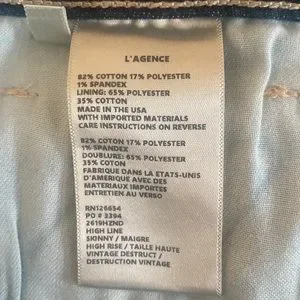 L'AGENCE
82% COTTON 17% POLYESTER
1% SPANDEX
LINING: 65% POLYESTER
35% COTTON
MADE IN THE USA
WITH IMPORTED MATERIALS
CARE INSTRUCTIONS ON REVERSE
82% COTTON 17% POLYESTER
1% SPANDEX
DOUBLURE: 65% POLYESTER
35% COTTON
FABRIQUE DANS LA ETATS-UNIS
D'AMERIQUE AVEC DES
MATERIAUX IMPORTES
ENTRETIEN AU VERSO
RN126654
PO # 3394
2619HZND
HIGH LINE
SKINNY / MAIGRE
HIGH RISE / TAILLE HAUTE
VINTAGE DESTRUCT /
DESTRUCTION VINTAGE